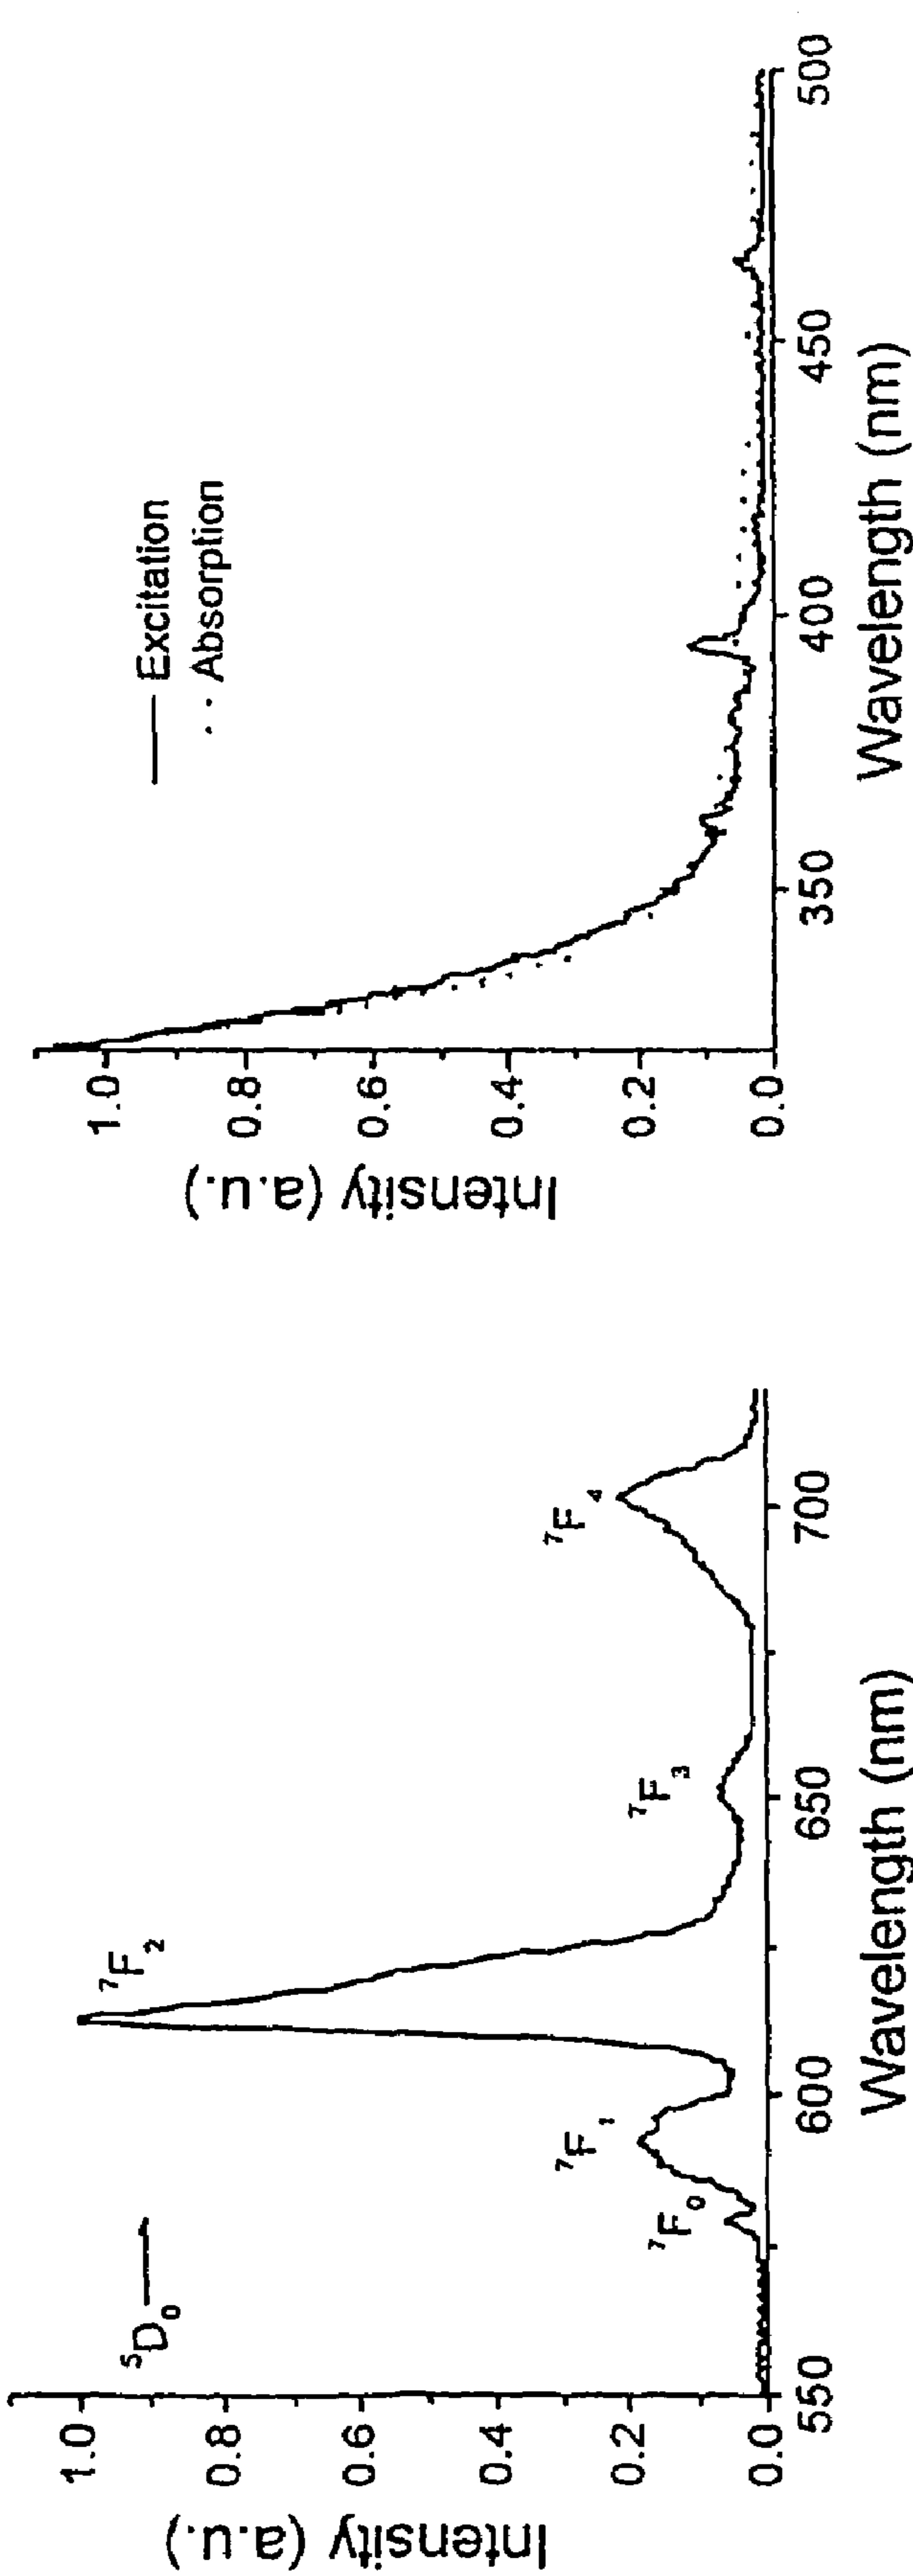 Intensity (a.u.)
1.0
0.8
0.6
0.4
0.2
0.0
⁵D₀
⁷F₀
⁷F₁
⁷F₂
⁷F₃
⁷F₄
550
600
650
700
Wavelength (nm)
Intensity (a.u.)
1.0
0.8
0.6
0.4
0.2
0.0
Excitation
Absorption
350
400
450
500
Wavelength (nm)